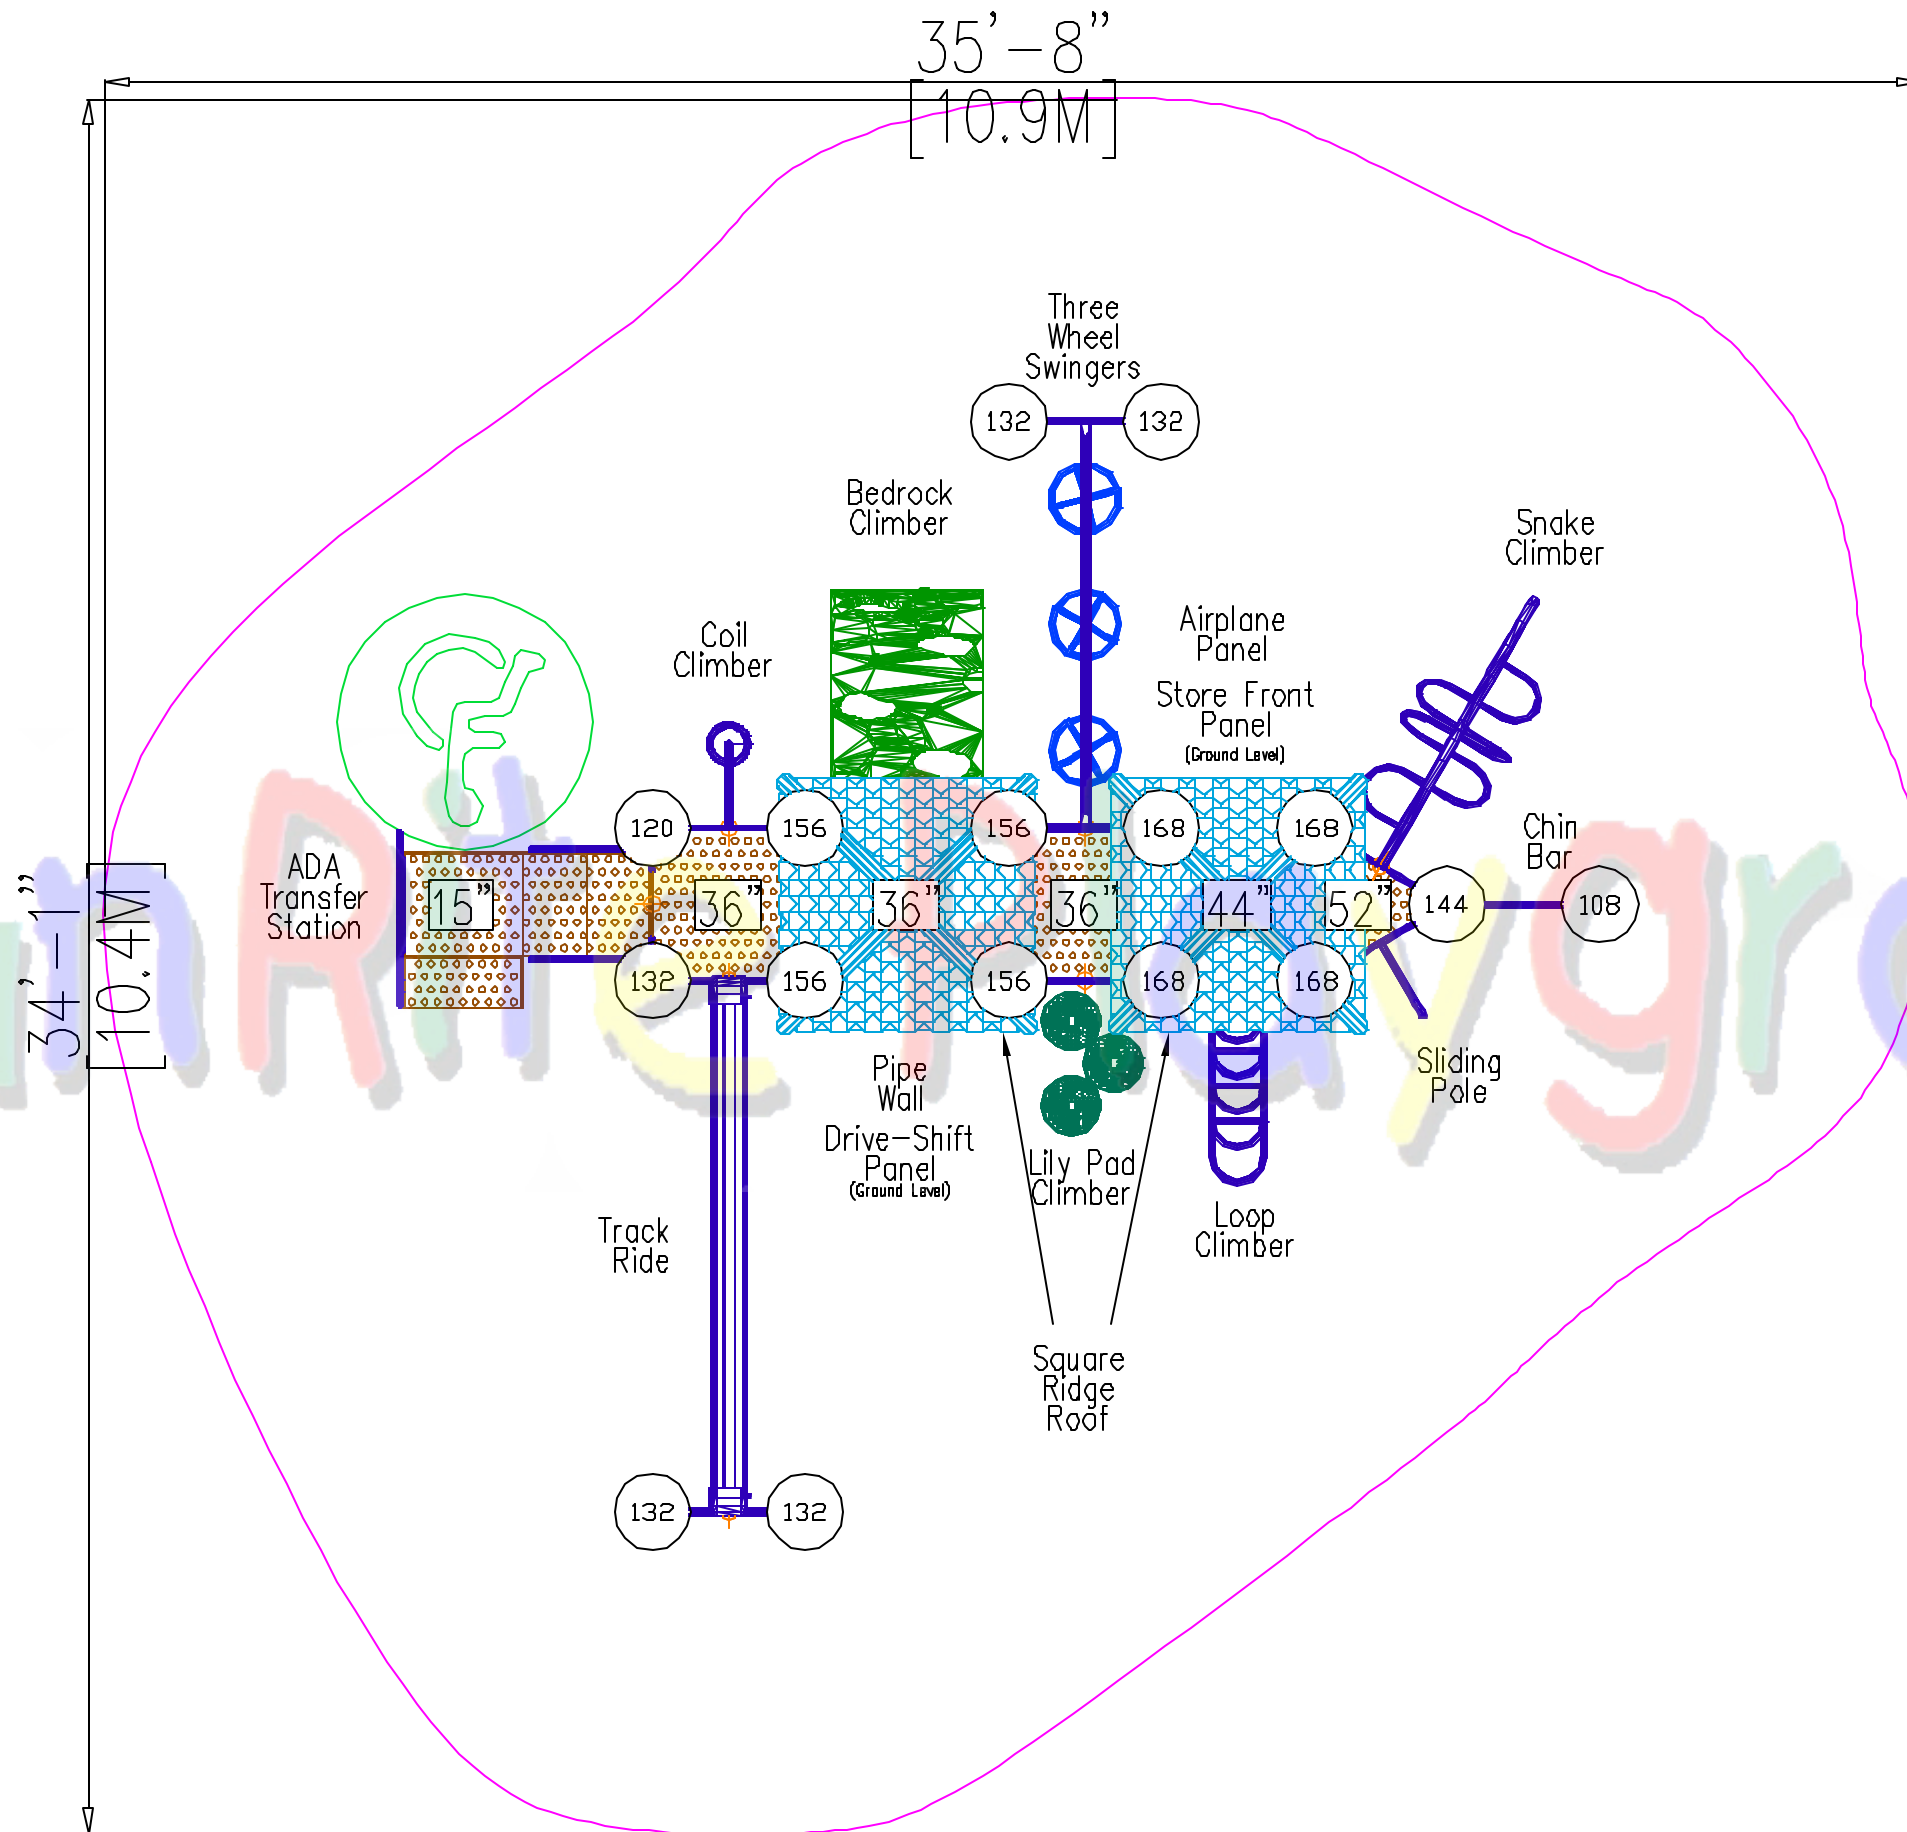 35'-8"
[10.9M]
34'-1"
[10.4M]
Three
Wheel
Swingers
132
132
Bedrock
Climber
Snake
Climber
Coil
Climber
Airplane
Panel
Store Front
Panel
(Ground Level)
120
156
156
168
168
Chin
Bar
ADA
Transfer
Station
15"
36"
36"
36"
44"
52"
144
108
132
156
156
168
168
Sliding
Pole
Pipe
Wall
Drive-Shift
Panel
(Ground Level)
Lily Pad
Climber
Loop
Climber
Track
Ride
Square
Ridge
Roof
132
132
nRite Playgro